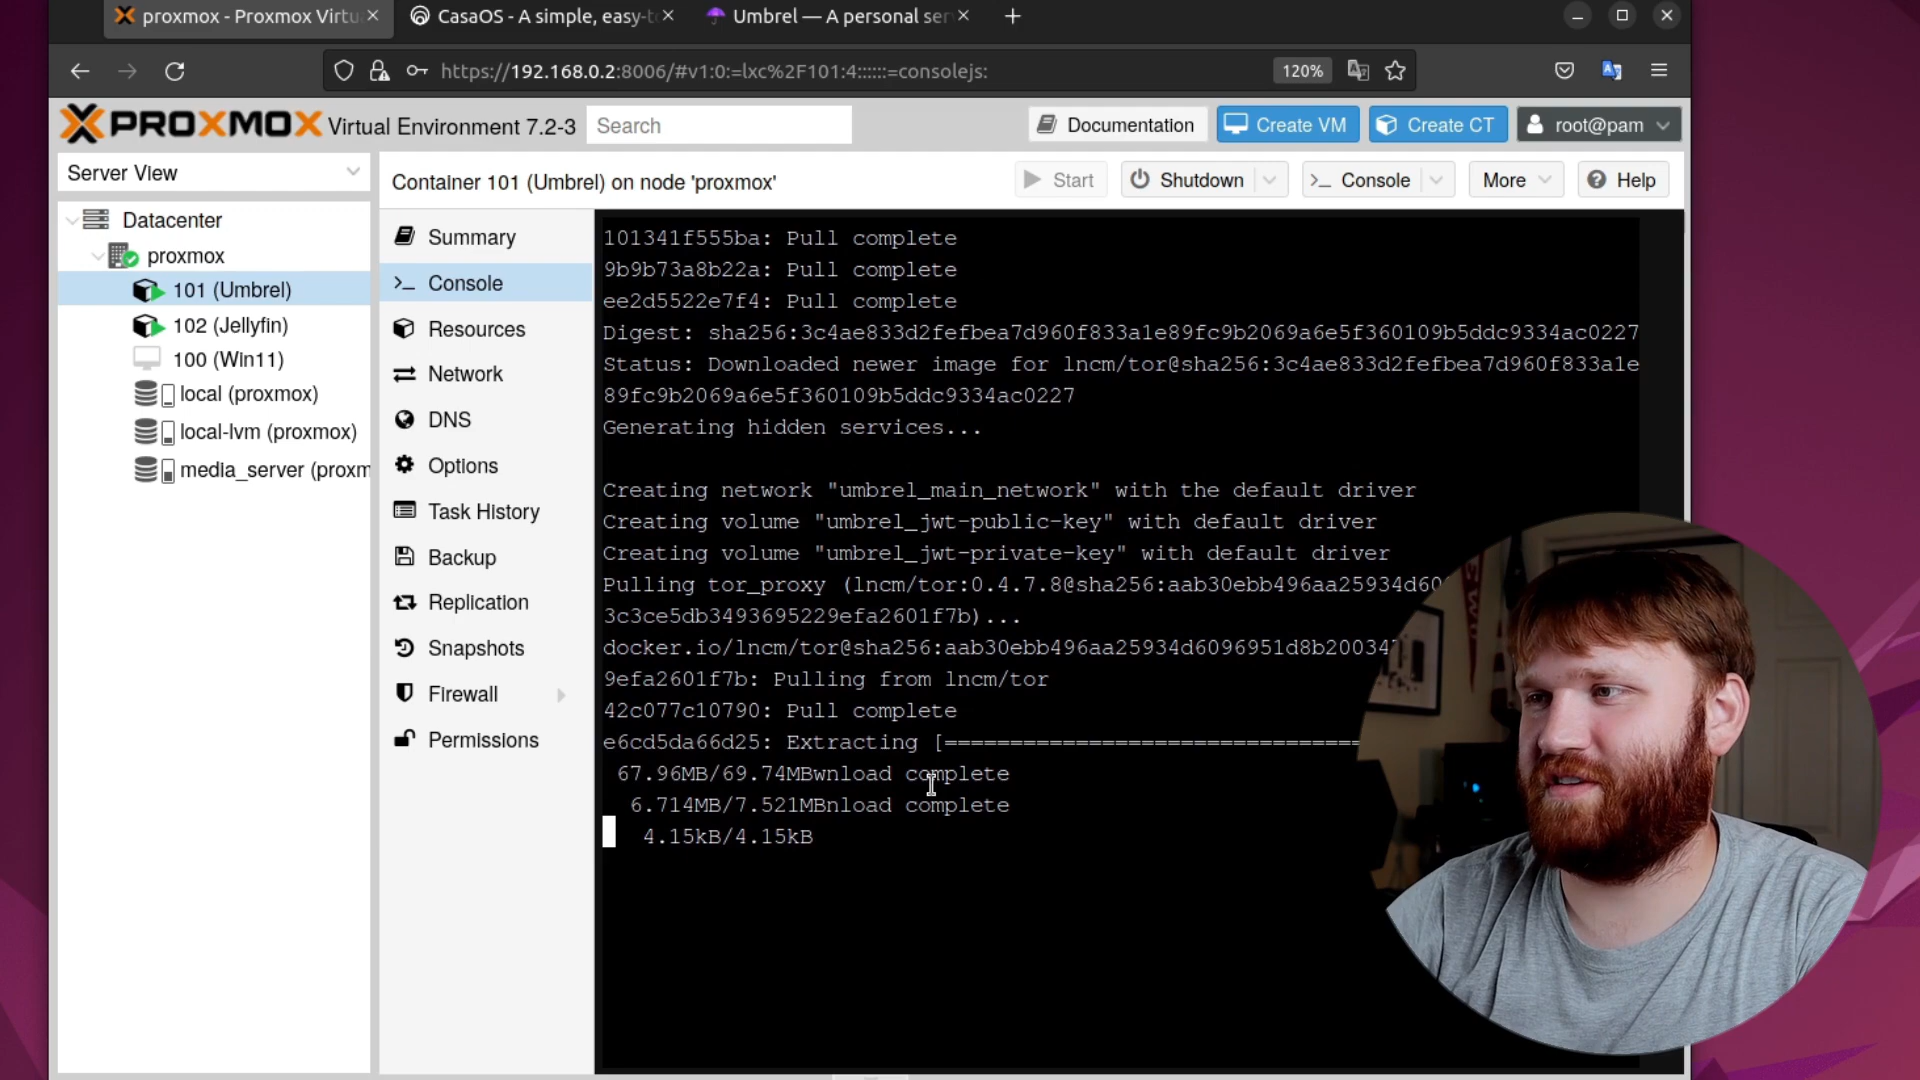 proxmox - Proxmox Virtu
CasaOS - A simple, easy-t
Umbrel — A personal ser
https://192.168.0.2:8006/#v1:0:=lxc%2F101:4::::::=consolejs:
120%
PROXMOX Virtual Environment 7.2-3
Search
Documentation
Create VM
Create CT
root@pam
Server View
Container 101 (Umbrel) on node 'proxmox'
Start
Shutdown
Console
More
Help
Datacenter
proxmox
101 (Umbrel)
102 (Jellyfin)
100 (Win11)
local (proxmox)
local-lvm (proxmox)
media_server (proxm
Summary
Console
Resources
Network
DNS
Options
Task History
Backup
Replication
Snapshots
Firewall
Permissions
101341f555ba: Pull complete
9b9b73a8b22a: Pull complete
ee2d5522e7f4: Pull complete
Digest: sha256:3c4ae833d2fefbea7d960f833a1e89fc9b2069a6e5f360109b5ddc9334ac0227
Status: Downloaded newer image for lncm/tor@sha256:3c4ae833d2fefbea7d960f833a1e
89fc9b2069a6e5f360109b5ddc9334ac0227
Generating hidden services...
Creating network "umbrel_main_network" with the default driver
Creating volume "umbrel_jwt-public-key" with default driver
Creating volume "umbrel_jwt-private-key" with default driver
Pulling tor_proxy (lncm/tor:0.4.7.8@sha256:aab30ebb496aa25934d60
3c3ce5db3493695229efa2601f7b)...
docker.io/lncm/tor@sha256:aab30ebb496aa25934d6096951d8b20034
9efa2601f7b: Pulling from lncm/tor
42c077c10790: Pull complete
e6cd5da66d25: Extracting [================================
67.96MB/69.74MBwnload complete
6.714MB/7.521MBnload complete
4.15kB/4.15kB